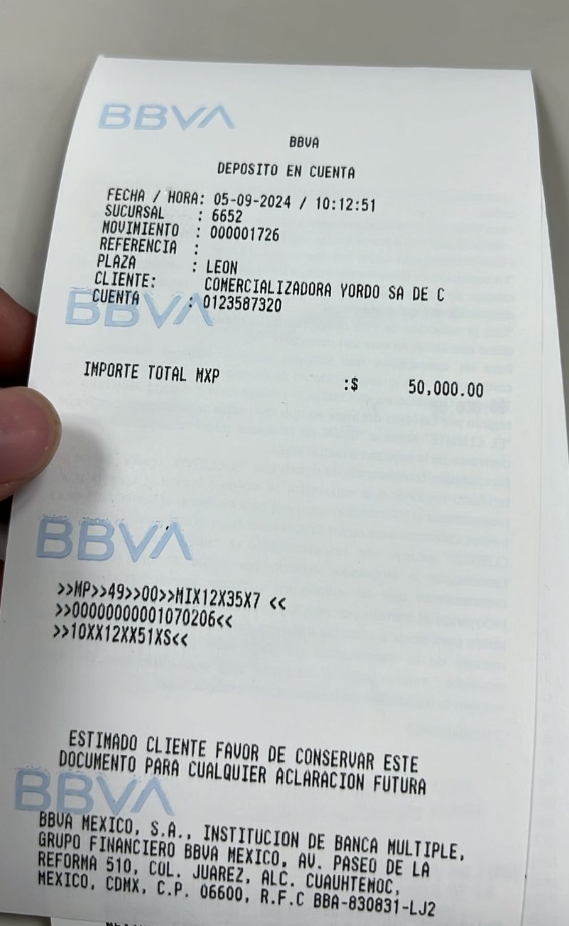 BBVA
BBVA
DEPOSITO EN CUENTA
FECHA / HORA: 05-09-2024 / 10:12:51
SUCURSAL : 6652
MOVIMIENTO : 000001726
REFERENCIA :
PLAZA : LEON
CLIENTE: COMERCIALIZADORA YORDO SA DE C
CUENTA : 0123587320
BBVA
IMPORTE TOTAL MXP :$ 50,000.00
BBVA
>>MP>>49>>00>>MIX12X35X7 <<
>>00000000001070206<<
>>10XX12XX51XS<<
ESTIMADO CLIENTE FAVOR DE CONSERVAR ESTE
DOCUMENTO PARA CUALQUIER ACLARACION FUTURA
BBVA
BBVA MEXICO, S.A., INSTITUCION DE BANCA MULTIPLE,
GRUPO FINANCIERO BBVA MEXICO, AV. PASEO DE LA
REFORMA 510, COL. JUAREZ, ALC. CUAUHTEMOC,
MEXICO, CDMX, C.P. 06600, R.F.C BBA-830831-LJ2